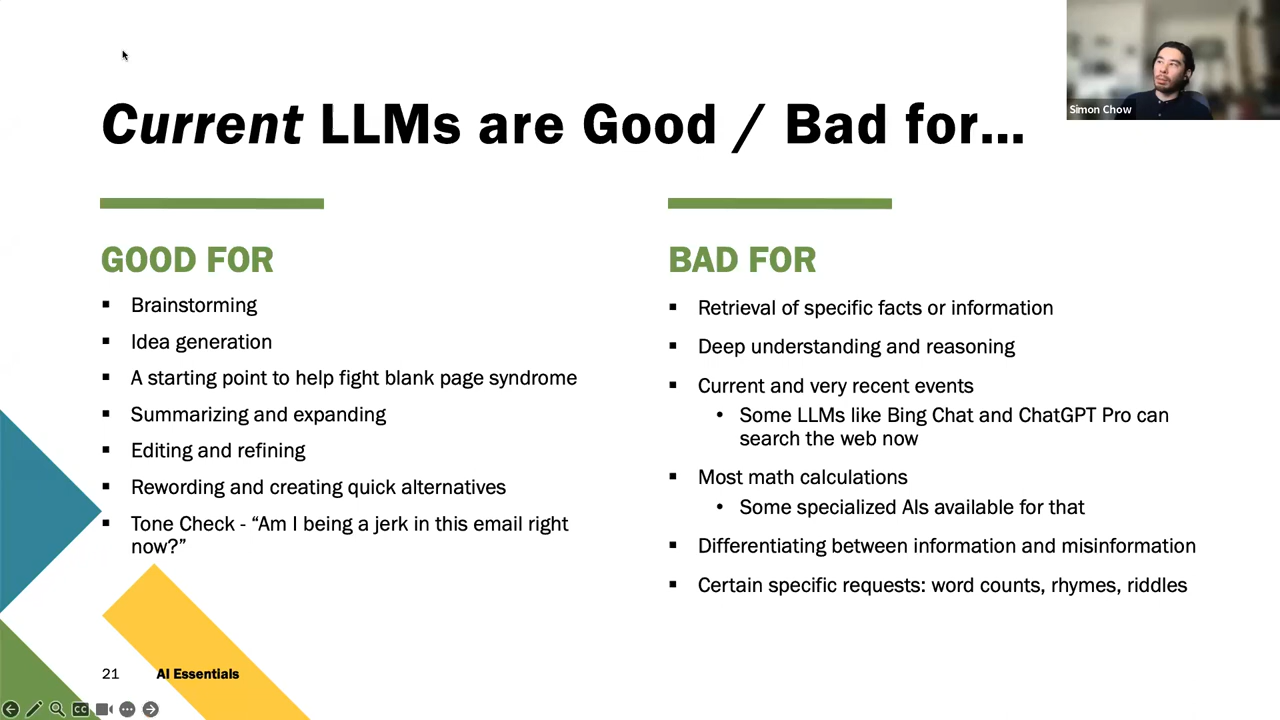 Current LLMs are Good / Bad for...
Simon Chow
GOOD FOR
▪ Brainstorming
▪ Idea generation
▪ A starting point to help fight blank page syndrome
▪ Summarizing and expanding
▪ Editing and refining
▪ Rewording and creating quick alternatives
▪ Tone Check - “Am I being a jerk in this email right
now?”
BAD FOR
▪ Retrieval of specific facts or information
▪ Deep understanding and reasoning
▪ Current and very recent events
• Some LLMs like Bing Chat and ChatGPT Pro can
search the web now
▪ Most math calculations
• Some specialized AIs available for that
▪ Differentiating between information and misinformation
▪ Certain specific requests: word counts, rhymes, riddles
21 AI Essentials
CC